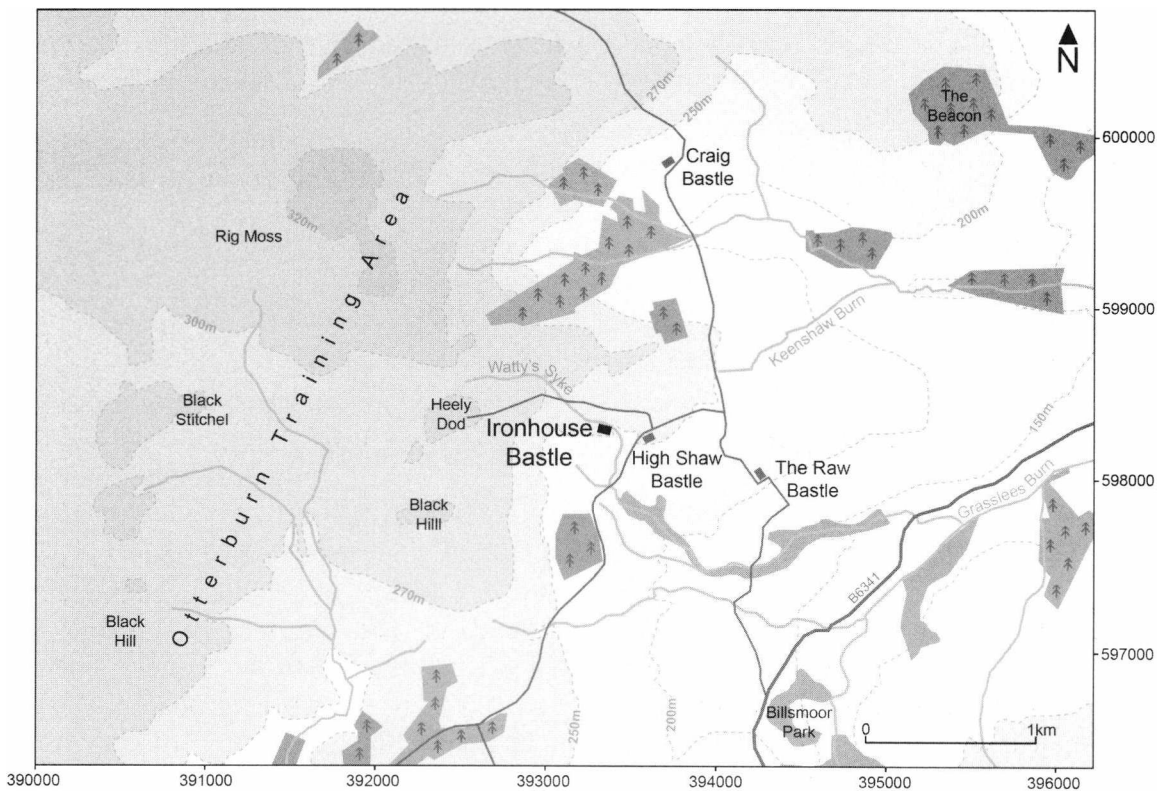 N
The
Beacon
600000
270m
250m
Craig
Bastle
200m
320m
Rig Moss
Otterburn Training Area
599000
300m
Keenshaw Burn
Watty's Syke
Black
Stitchel
Heely
Dod
Ironhouse
Bastle
High Shaw
Bastle
The Raw
Bastle
150m
598000
Grasslees Burn
Black
Hilll
B6341
270m
Black
Hill
597000
250m
200m
Billsmoor
Park
0
1km
390000
391000
392000
393000
394000
395000
396000